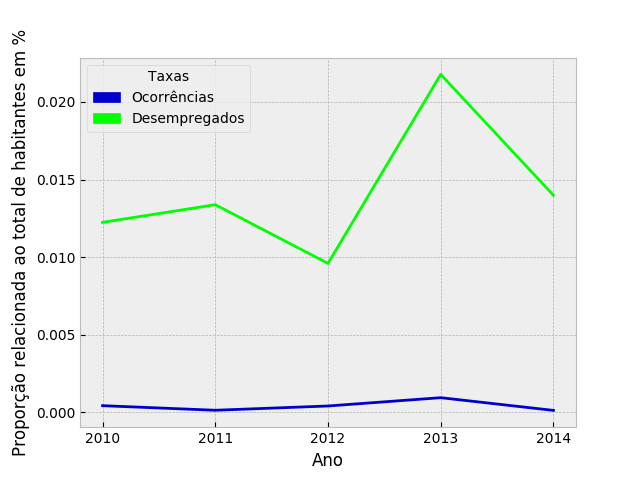 Proporção relacionada ao total de habitantes em %
Taxas
Ocorrências
Desempregados
0.020
0.015
0.010
0.005
0.000
2010 2011 2012 2013 2014
Ano